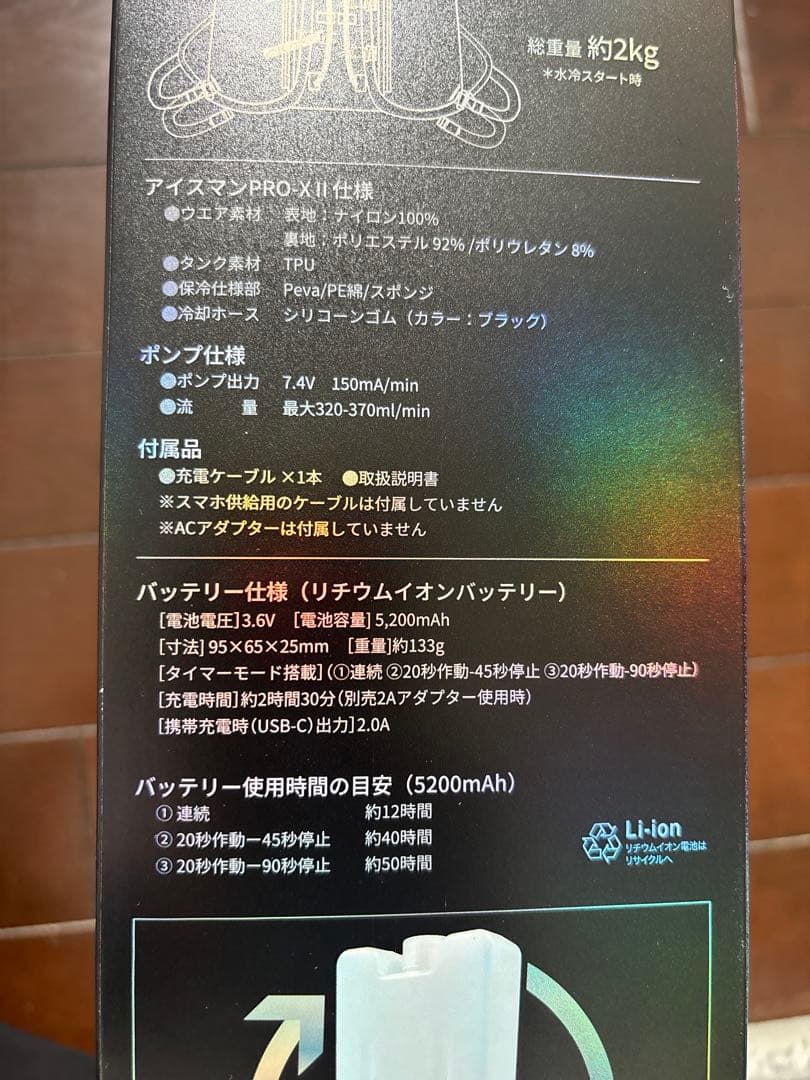 総重量 約2kg
*水冷スタート時
アイスマンPRO-XⅡ仕様
●ウエア素材 表地：ナイロン100%
裏地：ポリエステル 92% /ポリウレタン 8%
●タンク素材 TPU
●保冷仕様部 Peva/PE綿/スポンジ
●冷却ホース シリコーンゴム（カラー：ブラック）
ポンプ仕様
●ポンプ出力 7.4V 150mA/min
●流 量 最大320-370ml/min
付属品
●充電ケーブル ×1本 ●取扱説明書
※スマホ供給用のケーブルは付属していません
※ACアダプターは付属していません
バッテリー仕様（リチウムイオンバッテリー）
[電池電圧]3.6V [電池容量] 5,200mAh
[寸法] 95×65×25mm [重量]約133g
[タイマーモード搭載]（①連続 ②20秒作動-45秒停止 ③20秒作動-90秒停止）
[充電時間]約2時間30分（別売2Aアダプター使用時）
[携帯充電時（USB-C）出力]2.0A
バッテリー使用時間の目安（5200mAh）
① 連続 約12時間
② 20秒作動ー45秒停止 約40時間
③ 20秒作動ー90秒停止 約50時間
Li-ion
リチウムイオン電池は
リサイクルへ